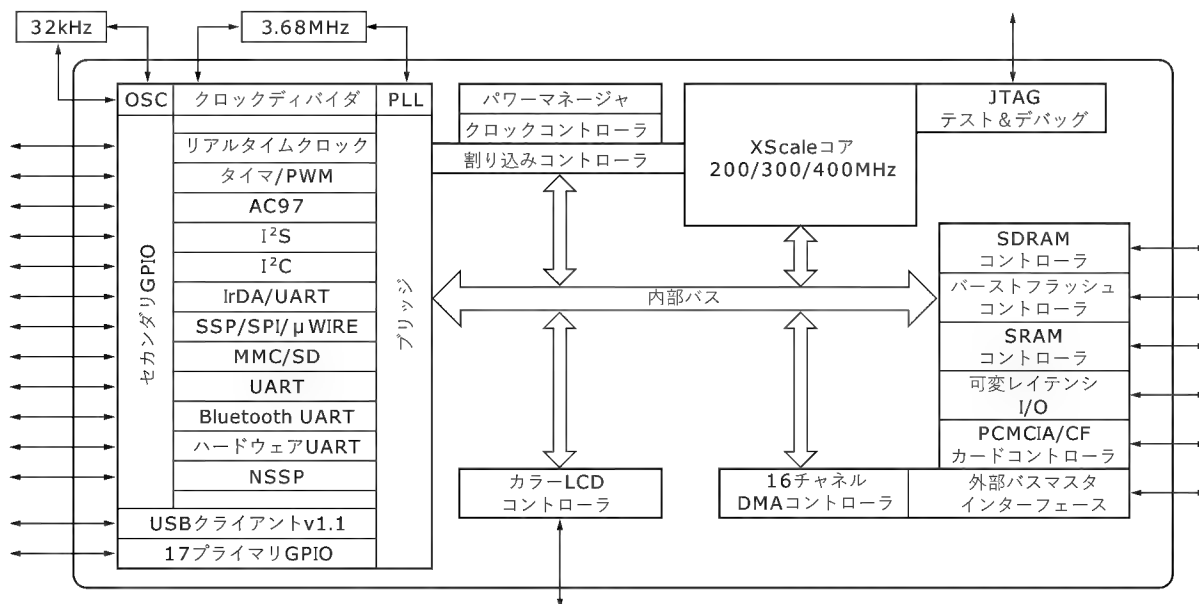 32kHz
3.68MHz
OSC
クロックディバイダ
PLL
パワーマネージャ
クロックコントローラ
割り込みコントローラ
XScaleコア
200/300/400MHz
JTAG
テスト＆デバッグ
セカンダリGPIO
リアルタイムクロック
タイマ/PWM
AC97
I²S
I²C
IrDA/UART
SSP/SPI/μWIRE
MMC/SD
UART
Bluetooth UART
ハードウェアUART
NSSP
USBクライアントv1.1
17プライマリGPIO
ブリッジ
内部バス
SDRAM
コントローラ
バーストフラッシュ
コントローラ
SRAM
コントローラ
可変レイテンシ
I/O
PCMCIA/CF
カードコントローラ
カラーLCD
コントローラ
16チャネル
DMAコントローラ
外部バスマスタ
インターフェース